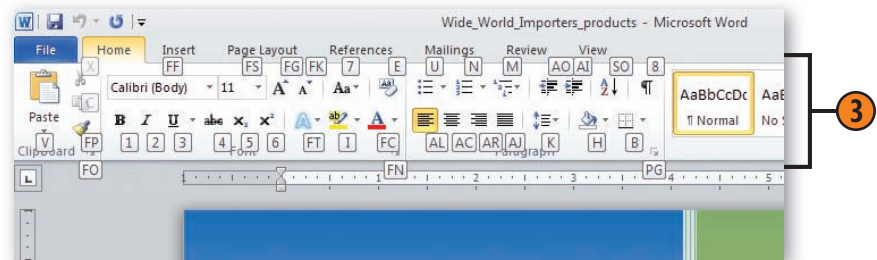 Wide_World_Importers_products - Microsoft Word
File Home Insert Page Layout References Mailings Review View
X FF FS FG FK 7 E U N M AO AI SO 8
Calibri (Body) 11 A A Aa
C
AaBbCcDc AaB
Paste B I U abc X₂ X² A ab A
¶ Normal No S
V FP 1 2 3 4 5 6 FT I FC AL AC AR AJ K H B
Clipboard Font Paragraph
FO FN PG
L 1 2 3 4 5
3